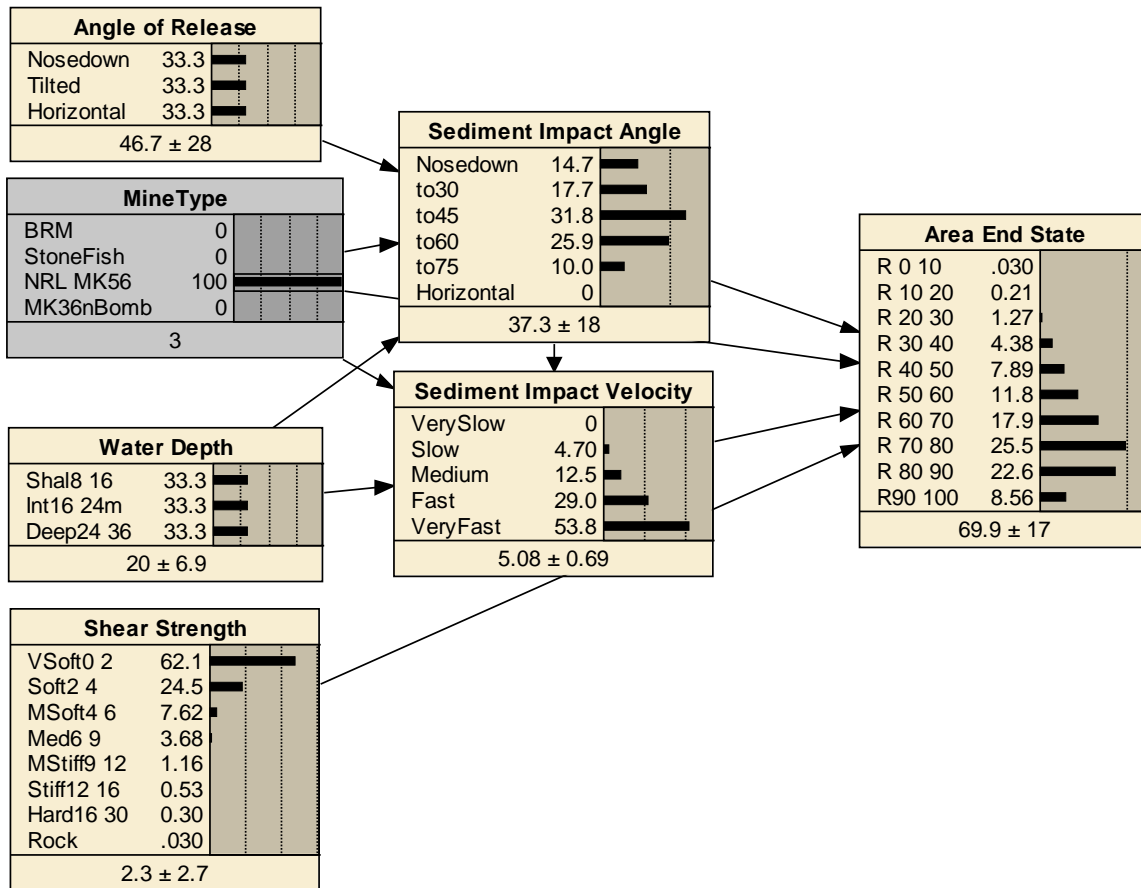 Angle of Release
Nosedown 33.3
Tilted 33.3
Horizontal 33.3
46.7 ± 28
MineType
BRM 0
StoneFish 0
NRL MK56 100
MK36nBomb 0
3
Water Depth
Shal8 16 33.3
Int16 24m 33.3
Deep24 36 33.3
20 ± 6.9
Shear Strength
VSoft0 2 62.1
Soft2 4 24.5
MSoft4 6 7.62
Med6 9 3.68
MStiff9 12 1.16
Stiff12 16 0.53
Hard16 30 0.30
Rock .030
2.3 ± 2.7
Sediment Impact Angle
Nosedown 14.7
to30 17.7
to45 31.8
to60 25.9
to75 10.0
Horizontal 0
37.3 ± 18
Sediment Impact Velocity
VerySlow 0
Slow 4.70
Medium 12.5
Fast 29.0
VeryFast 53.8
5.08 ± 0.69
Area End State
R 0 10 .030
R 10 20 0.21
R 20 30 1.27
R 30 40 4.38
R 40 50 7.89
R 50 60 11.8
R 60 70 17.9
R 70 80 25.5
R 80 90 22.6
R90 100 8.56
69.9 ± 17